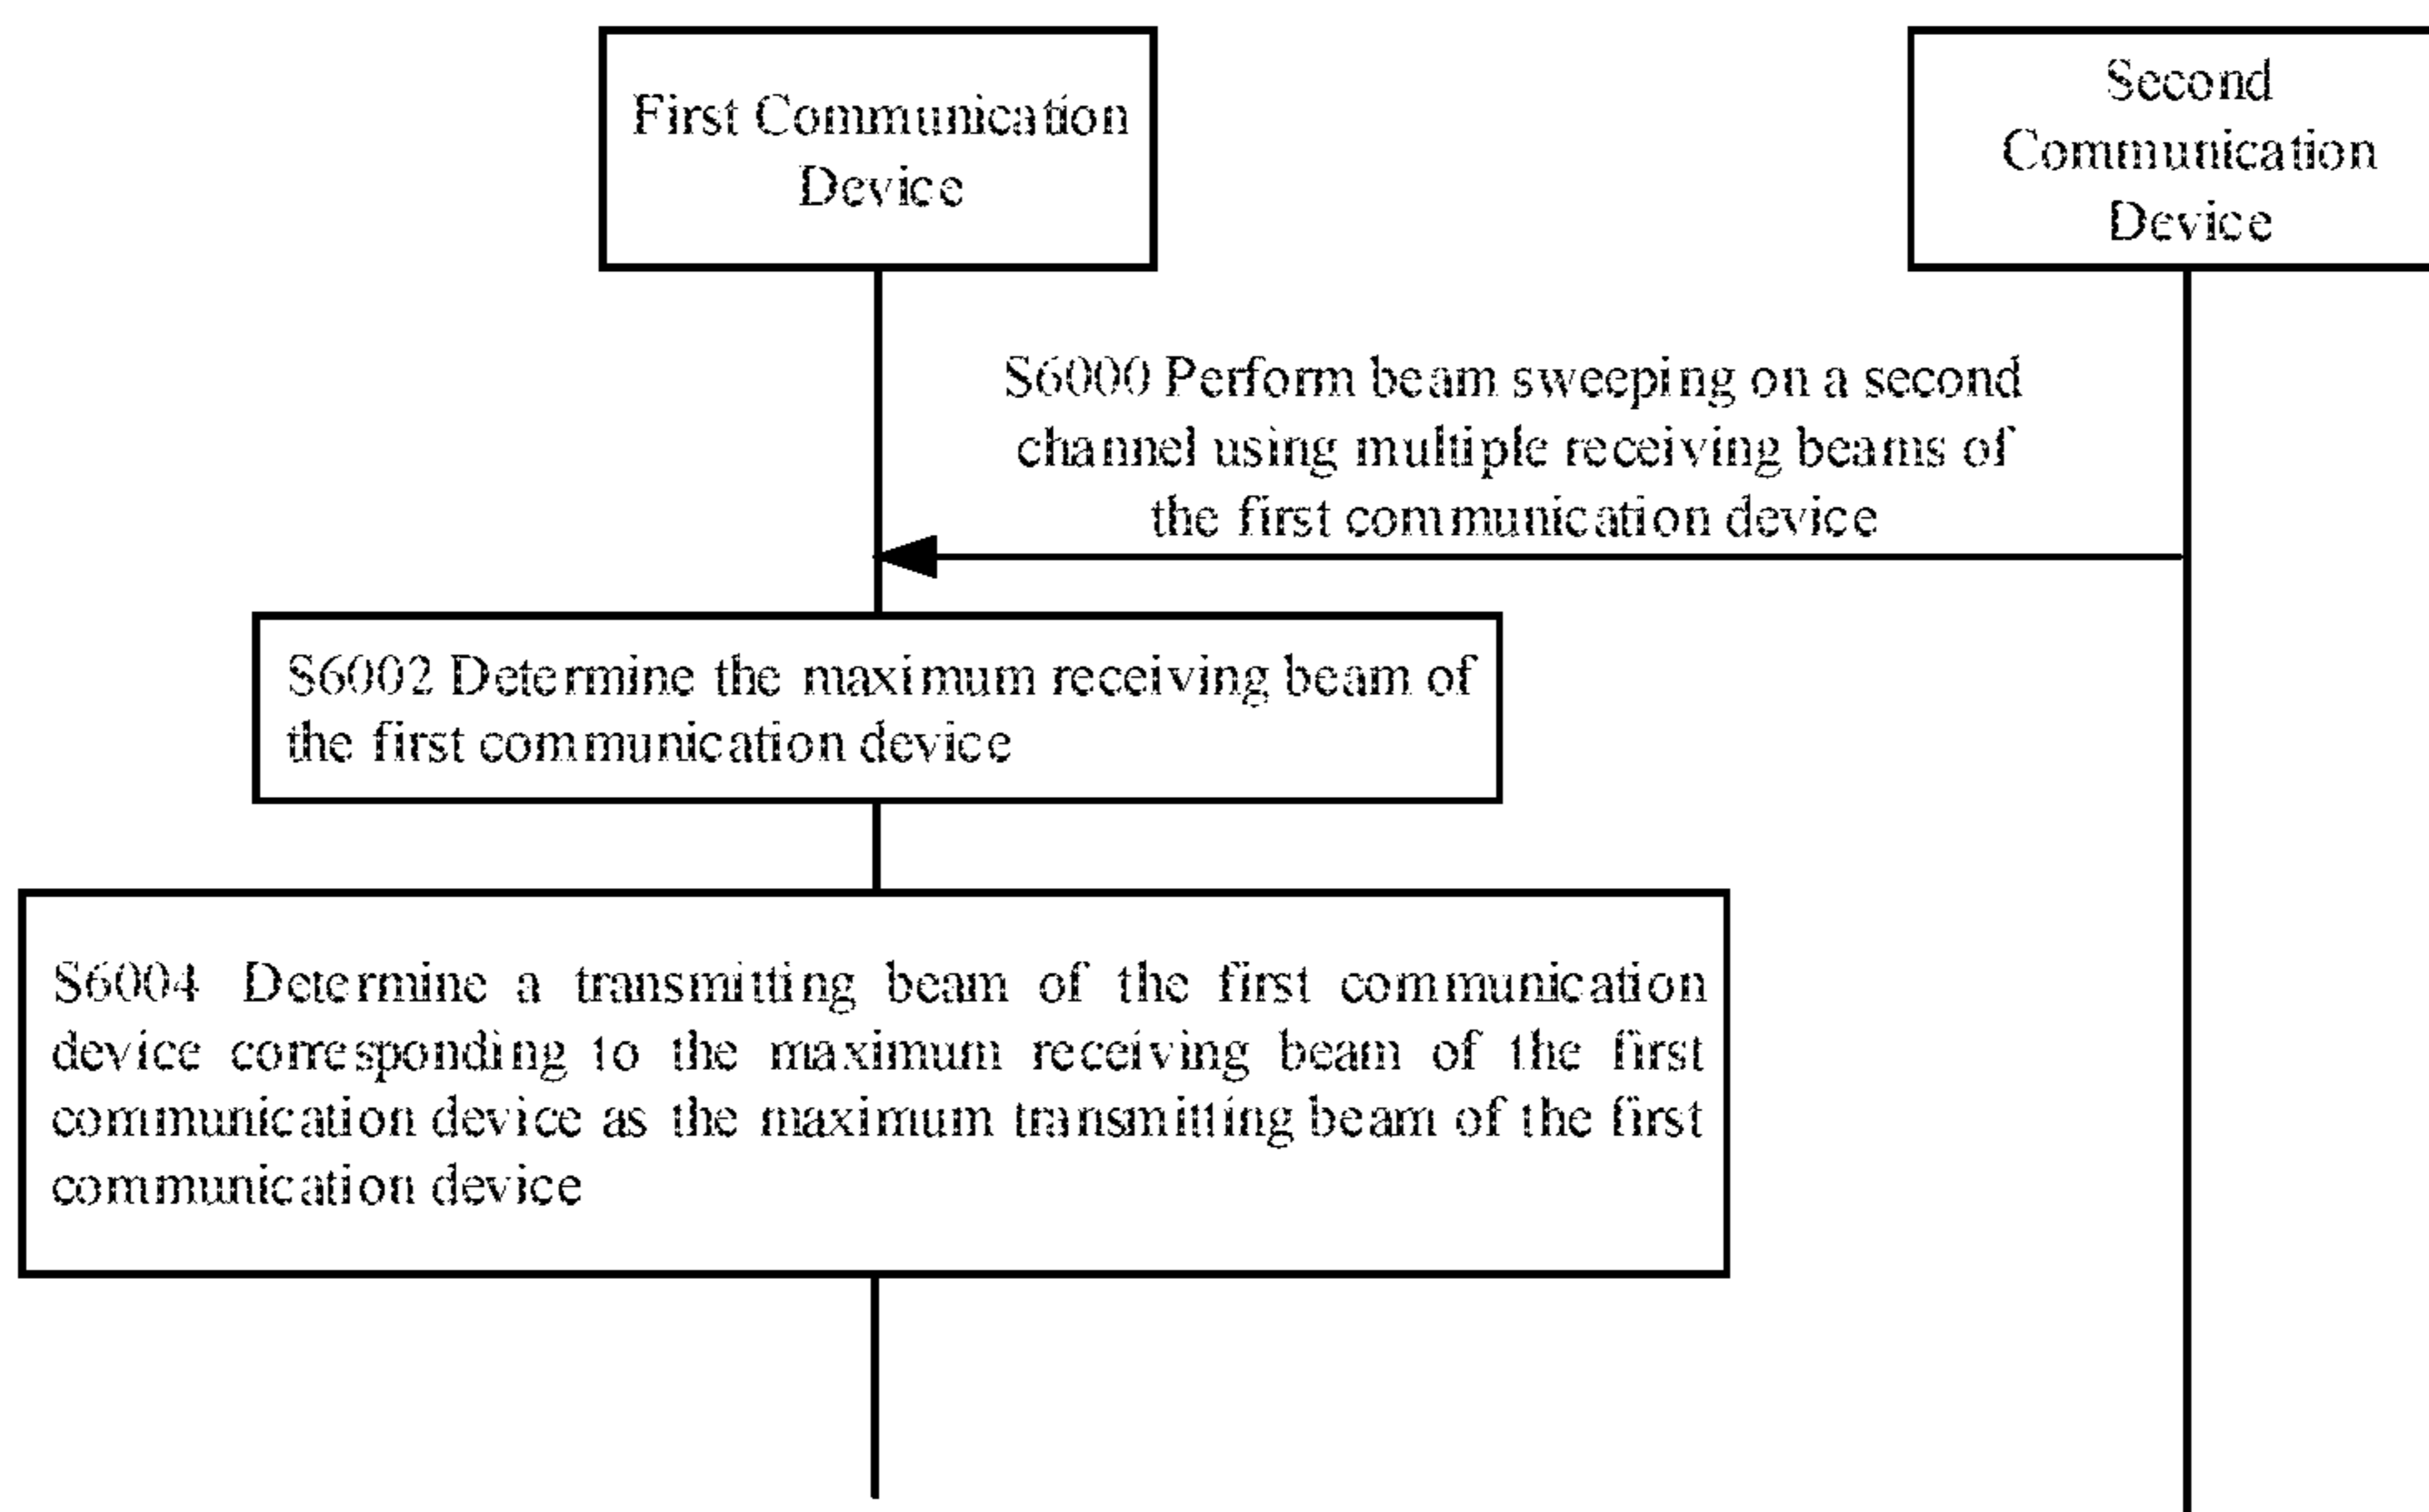 First Communication
Device
Second
Communication
Device
S6000 Perform beam sweeping on a second
channel using multiple receiving beams of
the first communication device
S6002 Determine the maximum receiving beam of
the first communication device
S6004 Determine a transmitting beam of the first communication
device corresponding to the maximum receiving beam of the first
communication device as the maximum transmitting beam of the first
communication device